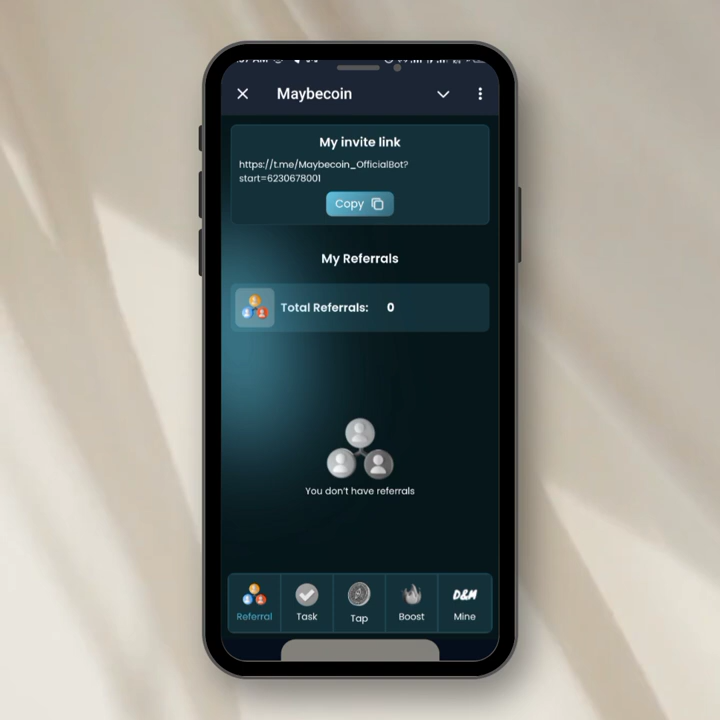 Maybecoin
My invite link
https://t.me/Maybecoin_OfficialBot?
start=6230678001
Copy
My Referrals
Total Referrals: 0
You don't have referrals
Referral
Task
Tap
Boost
D&M
Mine